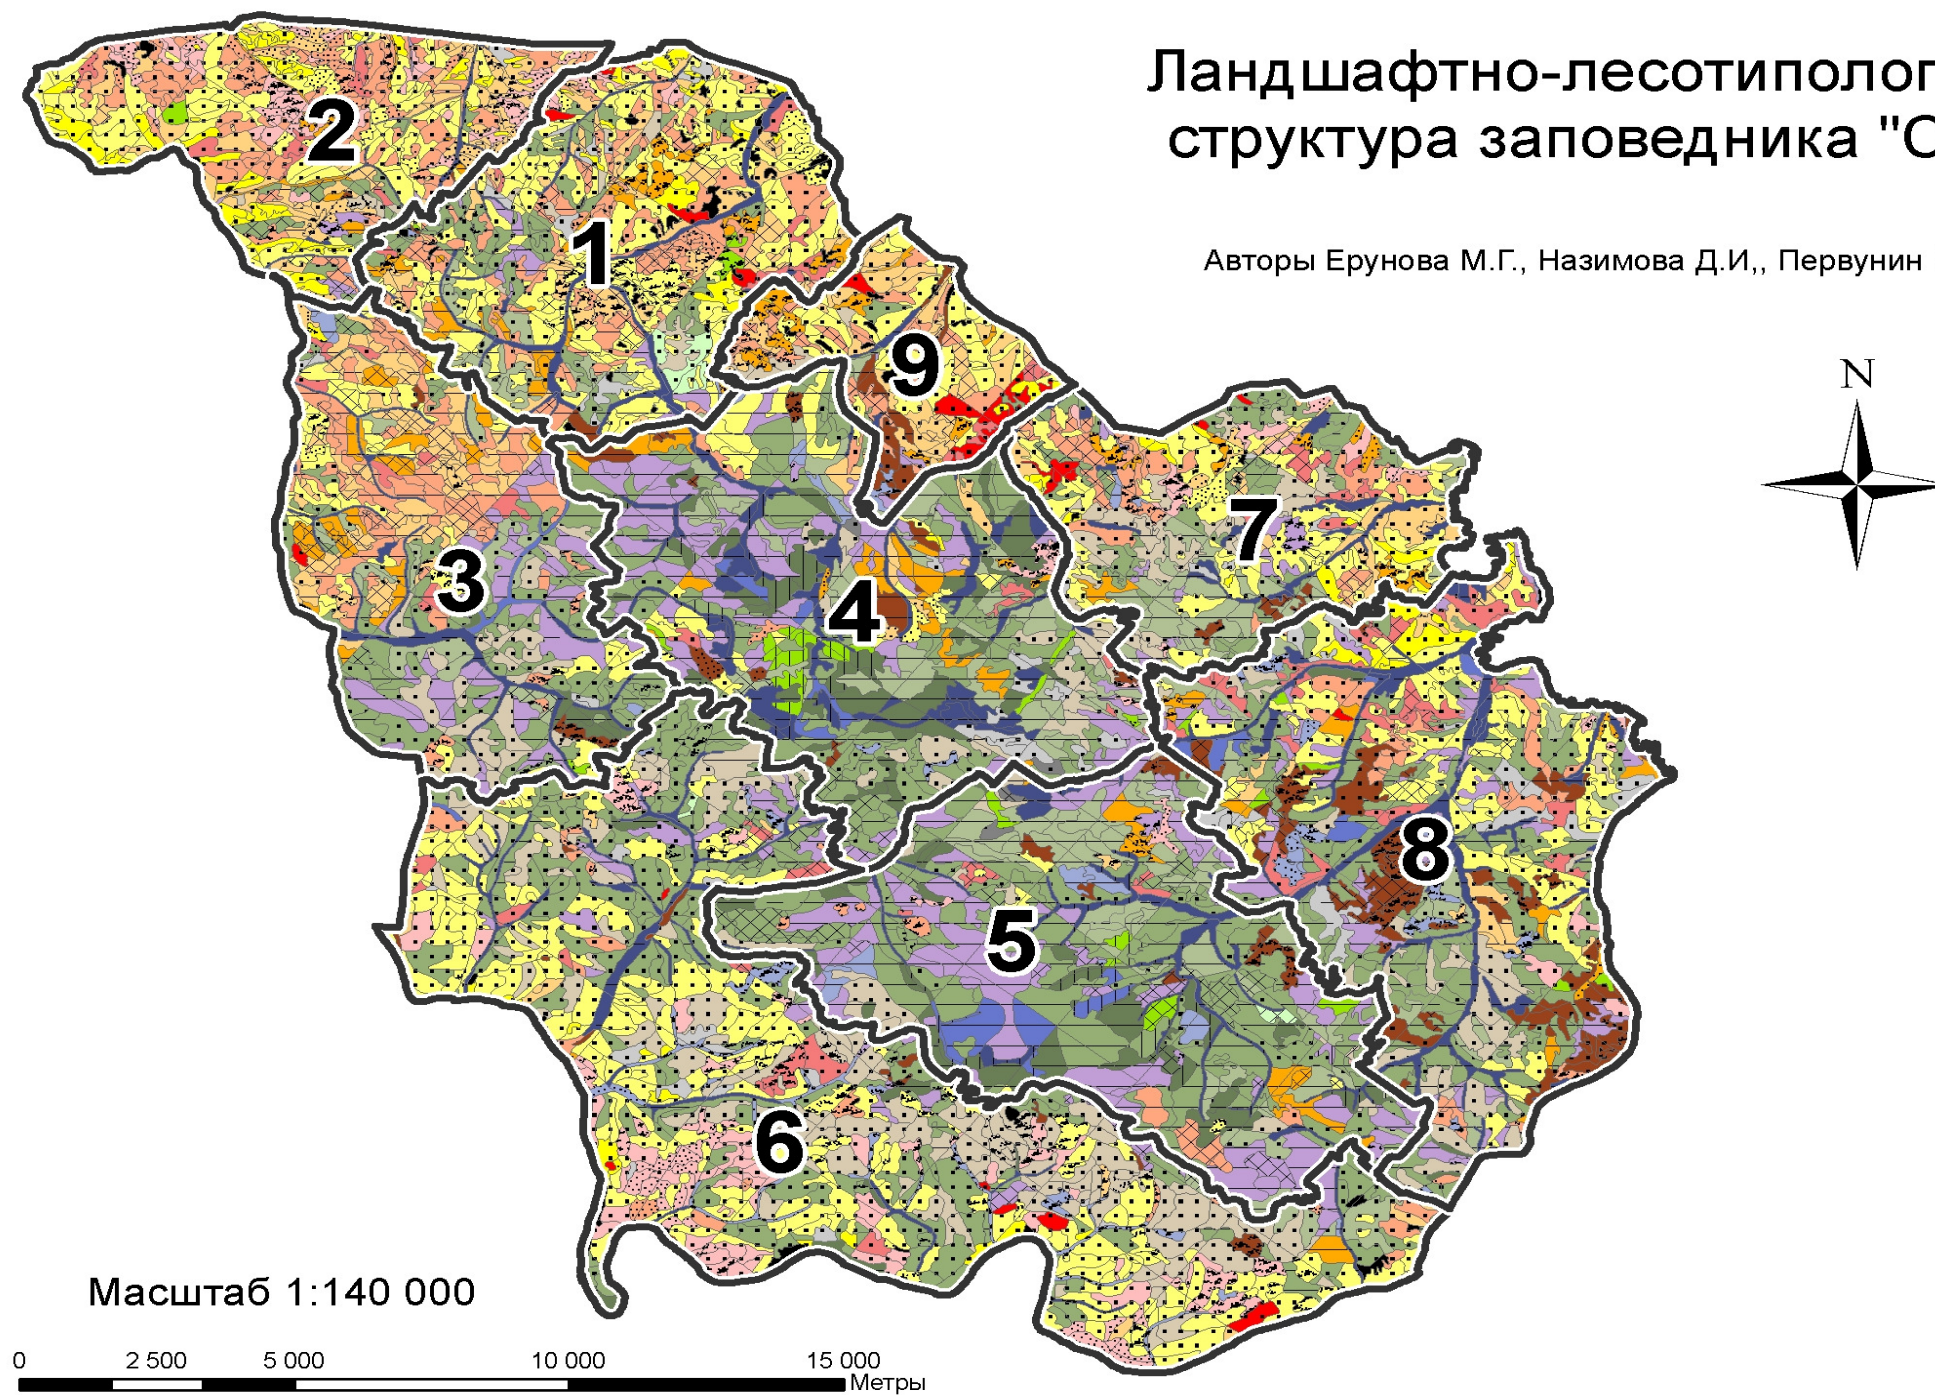 Ландшафтно-лесотиполог
структура заповедника "С
Авторы Ерунова М.Г., Назимова Д.И,, Первунин
N
2
1
9
7
3
4
8
5
6
Масштаб 1:140 000
0 2 500 5 000 10 000 15 000
Метры